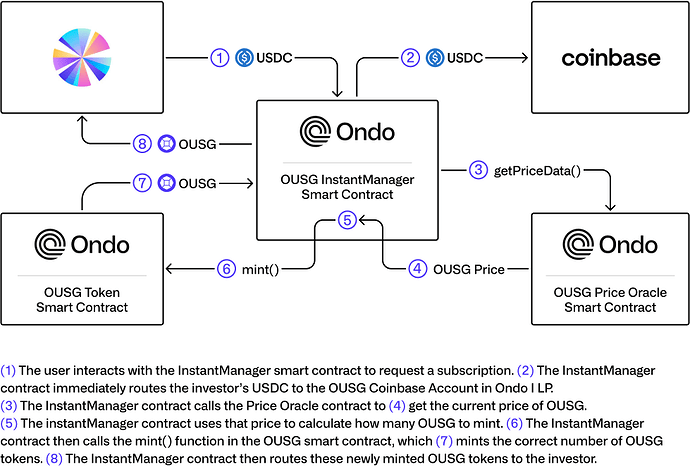 ① USDC
② USDC
coinbase
⑧ OUSG
Ondo
OUSG InstantManager
Smart Contract
③ getPriceData()
⑦ OUSG
⑤
Ondo
OUSG Token
Smart Contract
⑥ mint()
④ OUSG Price
Ondo
OUSG Price Oracle
Smart Contract
(1) The user interacts with the InstantManager smart contract to request a subscription. (2) The InstantManager
contract immediately routes the investor's USDC to the OUSG Coinbase Account in Ondo I LP.
(3) The InstantManager contract calls the Price Oracle contract to (4) get the current price of OUSG.
(5) The instantManager contract uses that price to calculate how many OUSG to mint. (6) The InstantManager
contract then calls the mint() function in the OUSG smart contract, which (7) mints the correct number of OUSG
tokens. (8) The InstantManager contract then routes these newly minted OUSG tokens to the investor.